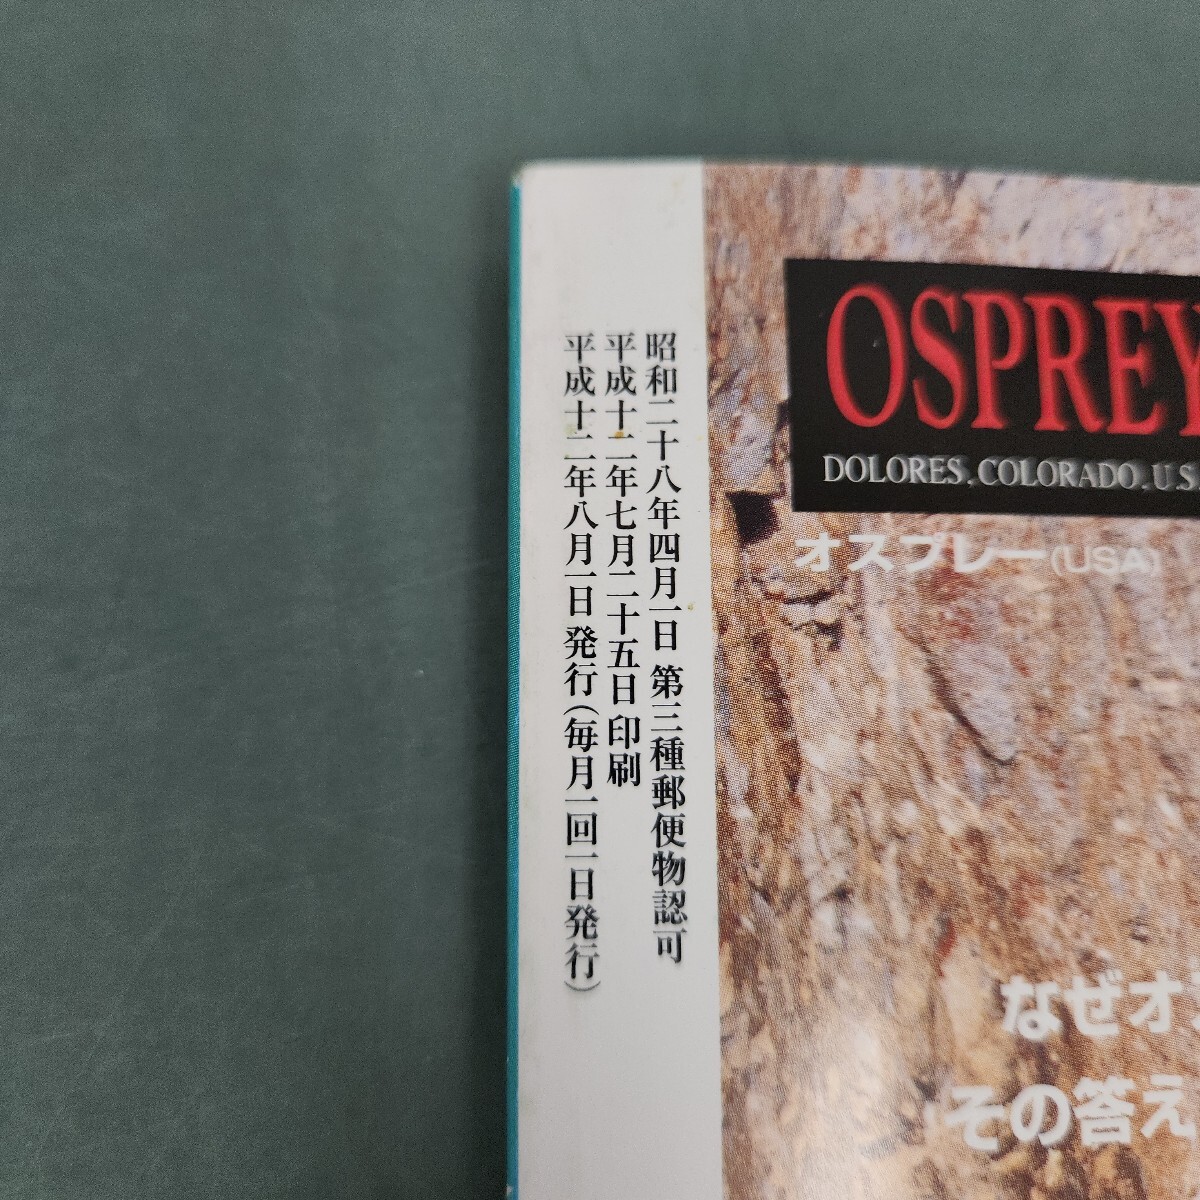 昭和二十八年四月一日 第三種郵便物認可
平成十二年七月二十五日印刷
平成十二年八月一日発行(毎月一回一日発行)
OSPREY
DOLORES, COLORADO, U.S.
オスプレー(USA)
なぜオ
その答え